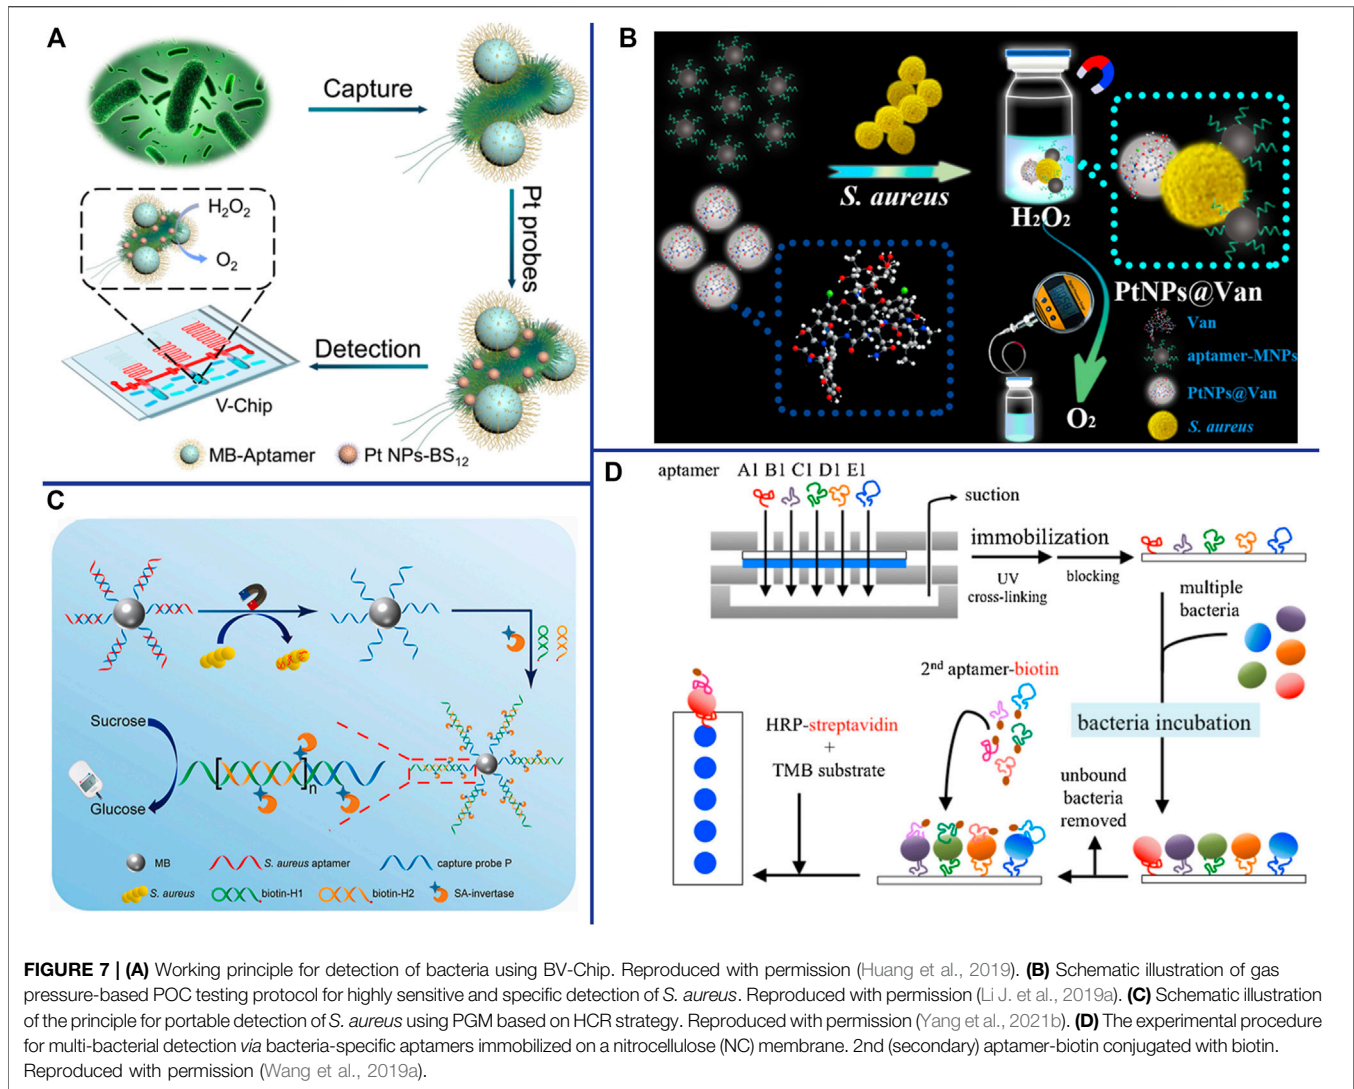 A
Capture
Pt probes
H2O2
O2
1000
100000
10000000
V-Chip
Detection
MB-Aptamer
Pt NPs-BS12
B
S. aureus
H2O2
PtNPs@Van
Van
aptamer-MNPs
PtNPs@Van
S. aureus
O2
C
Sucrose
Glucose
n
MB
S. aureus aptamer
capture probe P
S. aureus
biotin-H1
biotin-H2
SA-invertase
D
aptamer A1 B1 C1 D1 E1
suction
immobilization
UV
cross-linking
blocking
multiple
bacteria
2nd aptamer-biotin
bacteria incubation
HRP-streptavidin
+
TMB substrate
unbound
bacteria
removed
FIGURE 7 | (A) Working principle for detection of bacteria using BV-Chip. Reproduced with permission (Huang et al., 2019). (B) Schematic illustration of gas
pressure-based POC testing protocol for highly sensitive and specific detection of S. aureus. Reproduced with permission (Li J. et al., 2019a). (C) Schematic illustration
of the principle for portable detection of S. aureus using PGM based on HCR strategy. Reproduced with permission (Yang et al., 2021b). (D) The experimental procedure
for multi-bacterial detection via bacteria-specific aptamers immobilized on a nitrocellulose (NC) membrane. 2nd (secondary) aptamer-biotin conjugated with biotin.
Reproduced with permission (Wang et al., 2019a).